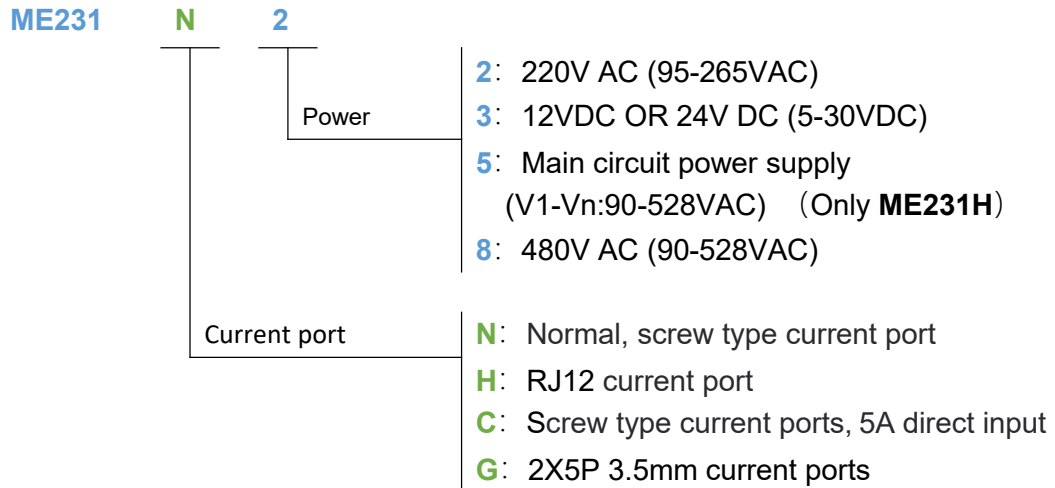 ME231 N 2
Power
2：220V AC (95-265VAC)
3：12VDC OR 24V DC (5-30VDC)
5：Main circuit power supply
(V1-Vn:90-528VAC) （Only ME231H）
8：480V AC (90-528VAC)
Current port
N：Normal, screw type current port
H：RJ12 current port
C：Screw type current ports, 5A direct input
G：2X5P 3.5mm current ports